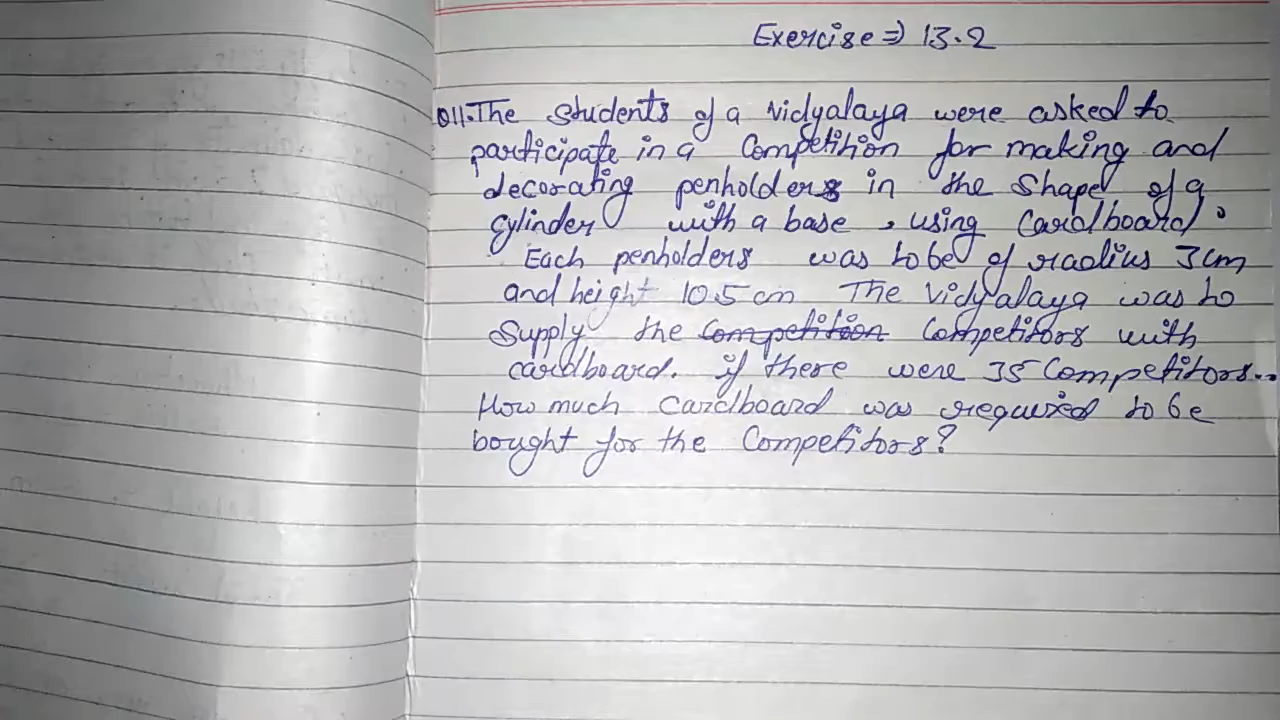 Exercise ⇒ 13.2
Q11. The students of a vidyalaya were asked to
participate in a Competition for making and
decorating penholders in the shape of a
cylinder with a base, using Cardboard.
Each penholders was to be of radius 3 cm
and height 10.5 cm The Vidyalaya was to
Supply the Competition Competitors with
cardboard. if there were 35 Competitors..
How much Cardboard was required to be
bought for the Competitors?